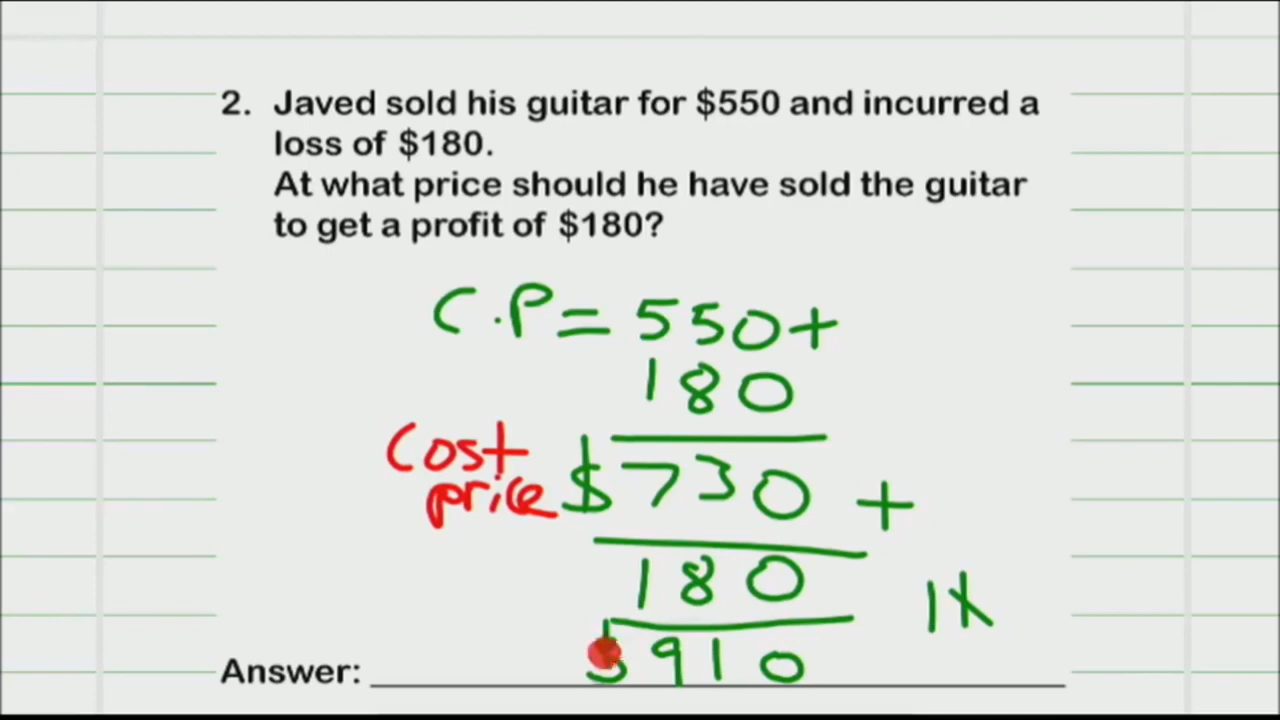 2. Javed sold his guitar for $550 and incurred a
loss of $180.
At what price should he have sold the guitar
to get a profit of $180?
C.P = 550+
180
Cost
price $730 +
180
$910
Answer: